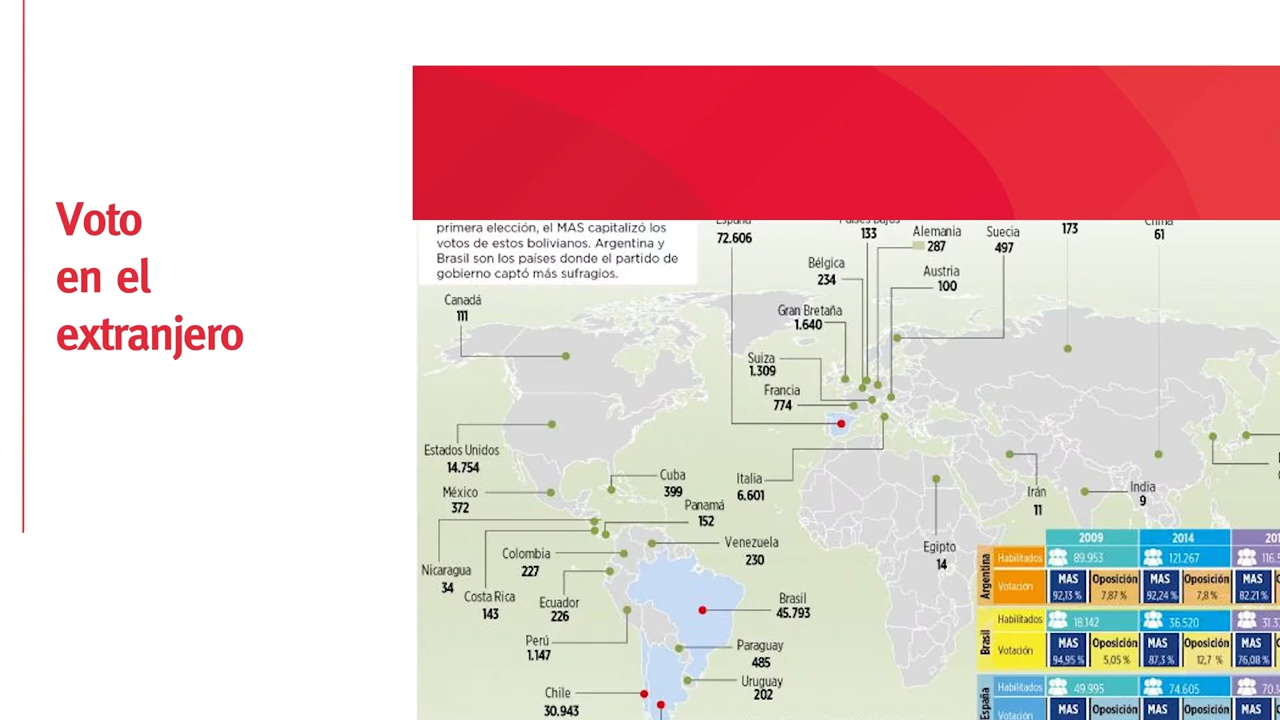 Voto
en el
extranjero
primera elección, el MAS capitalizó los
votos de estos bolivianos. Argentina y
Brasil son los países donde el partido de
gobierno captó más sufragios.
España
72.606
Países Bajos
133
Alemania
287
Suecia
497
173
China
61
Bélgica
234
Austria
100
Canadá
111
Gran Bretaña
1.640
Suiza
1.309
Francia
774
Estados Unidos
14.754
México
372
Cuba
399
Panamá
152
Italia
6.601
Irán
11
India
9
Egipto
14
Venezuela
230
Colombia
227
Nicaragua
34
Costa Rica
143
Ecuador
226
Brasil
45.793
Perú
1.147
Paraguay
485
Uruguay
202
Chile
30.943
2009 2014
Argentina
Habilitados 89.953 121.267
Votación MAS 92,13 % Oposición 7,87 % MAS 92,24 % Oposición 7,8 % MAS 82.21 %
Brasil
Habilitados 18.142 36.520
Votación MAS 94,95 % Oposición 5,05 % MAS 87,3 % Oposición 12,7 % MAS 76,08 %
España
Habilitados 49.995 74.605
Votación MAS Oposición MAS Oposición MAS